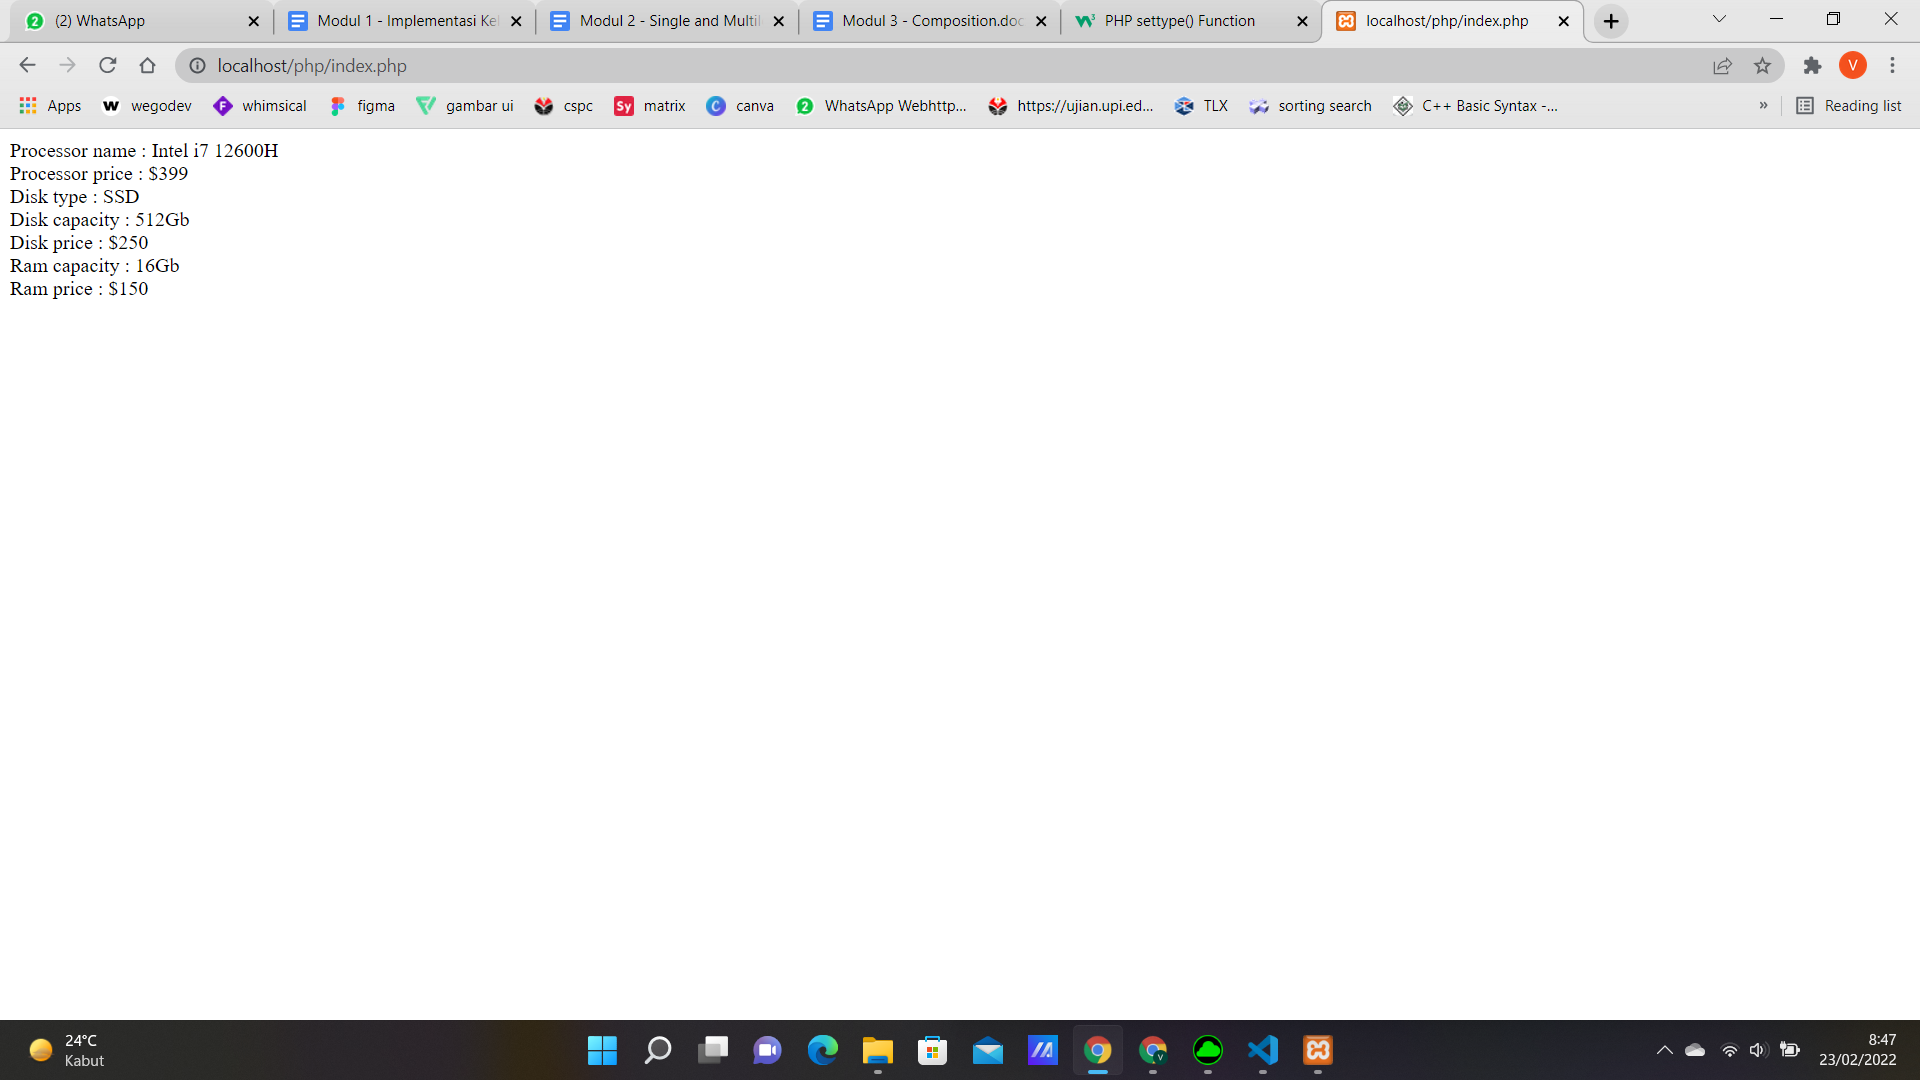 (2) WhatsApp
Modul 1 - Implementasi Kel
Modul 2 - Single and Multil
Modul 3 - Composition.doc
PHP settype() Function
localhost/php/index.php
localhost/php/index.php
V
Apps
wegodev
whimsical
figma
gambar ui
cspc
Sy
matrix
canva
WhatsApp Webhttp...
https://ujian.upi.ed...
TLX
sorting search
C++ Basic Syntax -...
»
Reading list
Processor name : Intel i7 12600H
Processor price : $399
Disk type : SSD
Disk capacity : 512Gb
Disk price : $250
Ram capacity : 16Gb
Ram price : $150
24°C
Kabut
8:47
23/02/2022